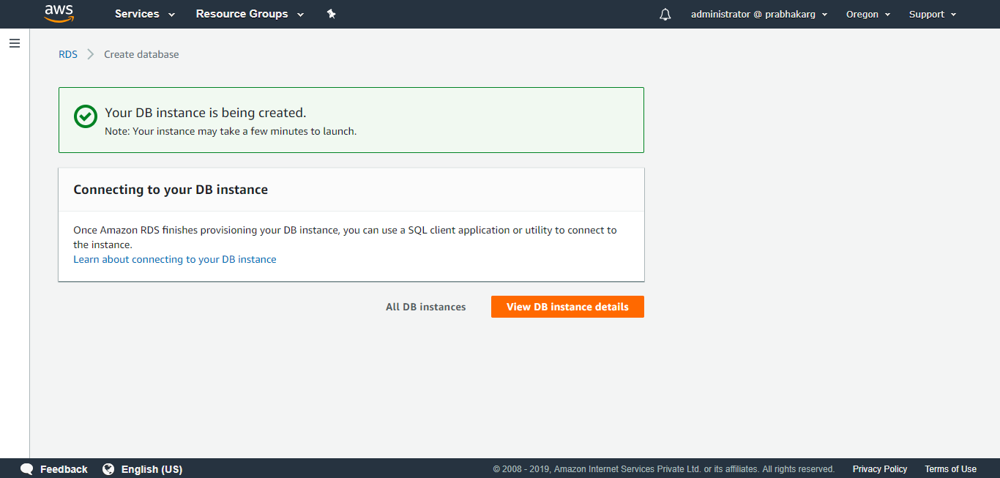 aws Services Resource Groups administrator @ prabhakarg Oregon Support
RDS Create database
Your DB instance is being created.
Note: Your instance may take a few minutes to launch.
Connecting to your DB instance
Once Amazon RDS finishes provisioning your DB instance, you can use a SQL client application or utility to connect to
the instance.
Learn about connecting to your DB instance
All DB instances View DB instance details
Feedback English (US) © 2008 - 2019, Amazon Internet Services Private Ltd. or its affiliates. All rights reserved. Privacy Policy Terms of Use